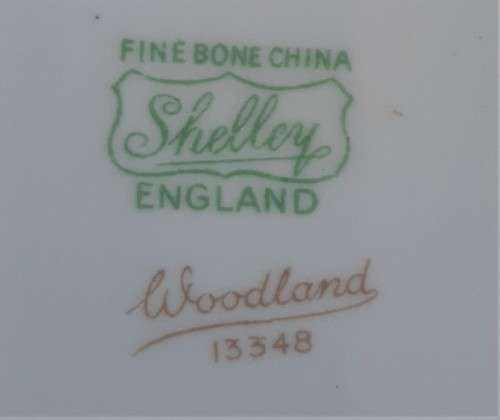 FINE BONE CHINA
Shelley
ENGLAND
Woodland
13348